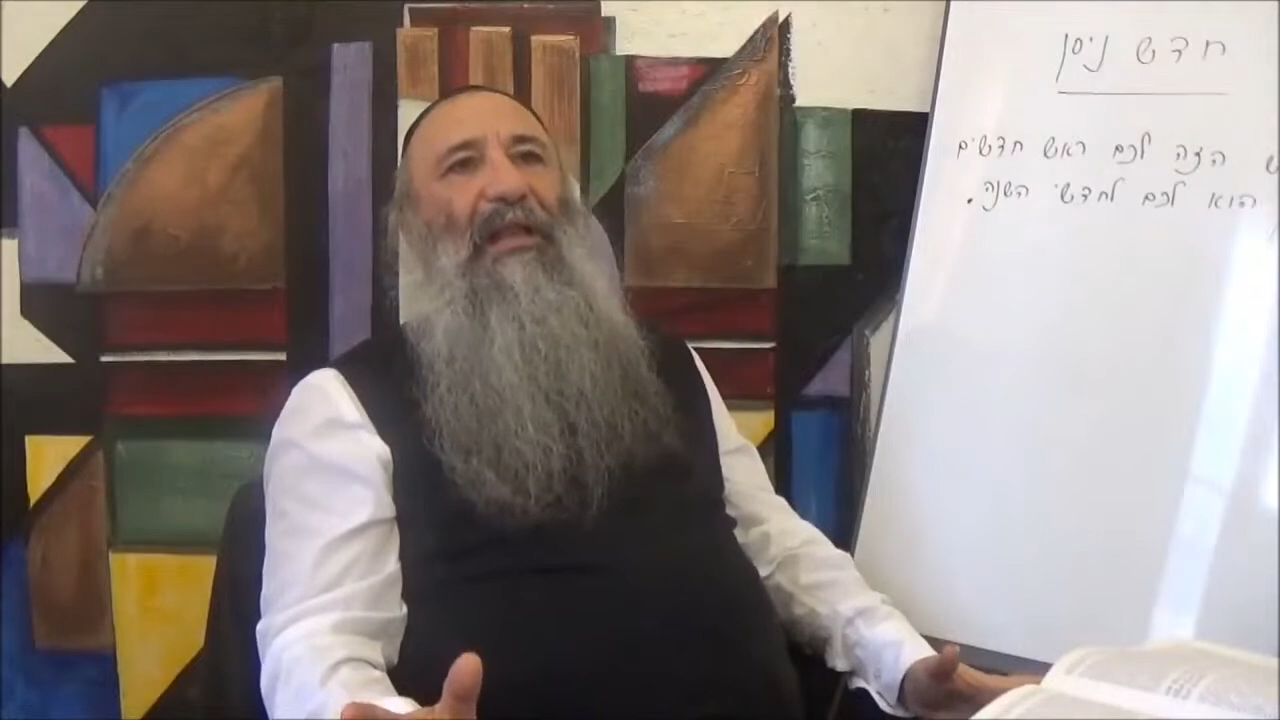 חדש ניסן
הזה לכם ראש חדשים
הוא לכם לחדשי השנה.